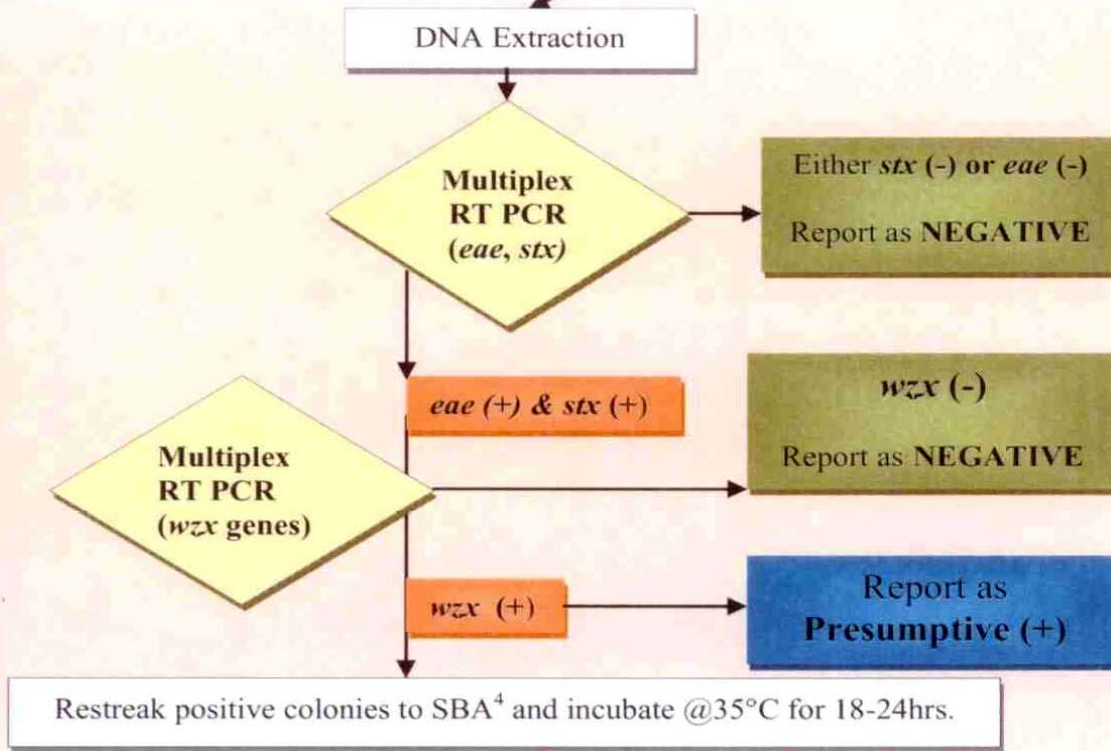 DNA Extraction
Multiplex
RT PCR
(eae, stx)
Either stx (-) or eae (-)
Report as NEGATIVE
eae (+) & stx (+)
wzx (-)
Report as NEGATIVE
Multiplex
RT PCR
(wzx genes)
wzx (+)
Report as
Presumptive (+)
Restreak positive colonies to SBA⁴ and incubate @35°C for 18-24hrs.